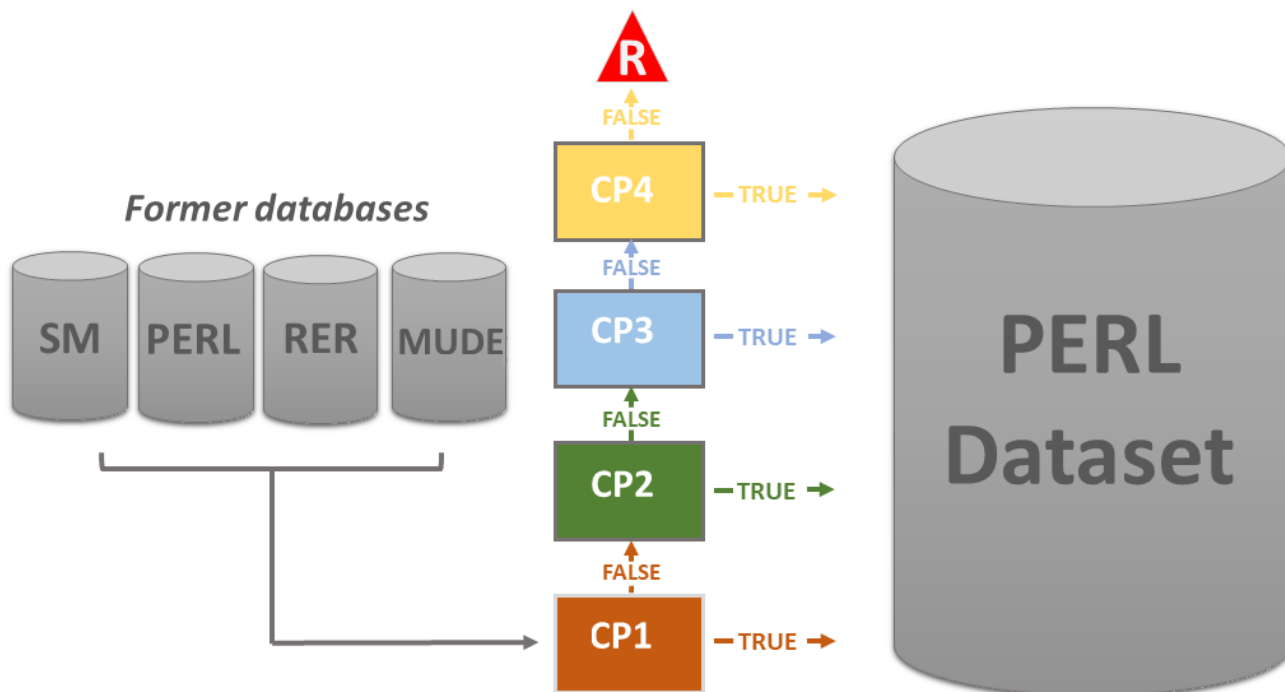 R
FALSE
CP4
TRUE
Former databases
FALSE
SM
PERL
RER
MUDE
CP3
TRUE
PERL
Dataset
FALSE
CP2
TRUE
FALSE
CP1
TRUE